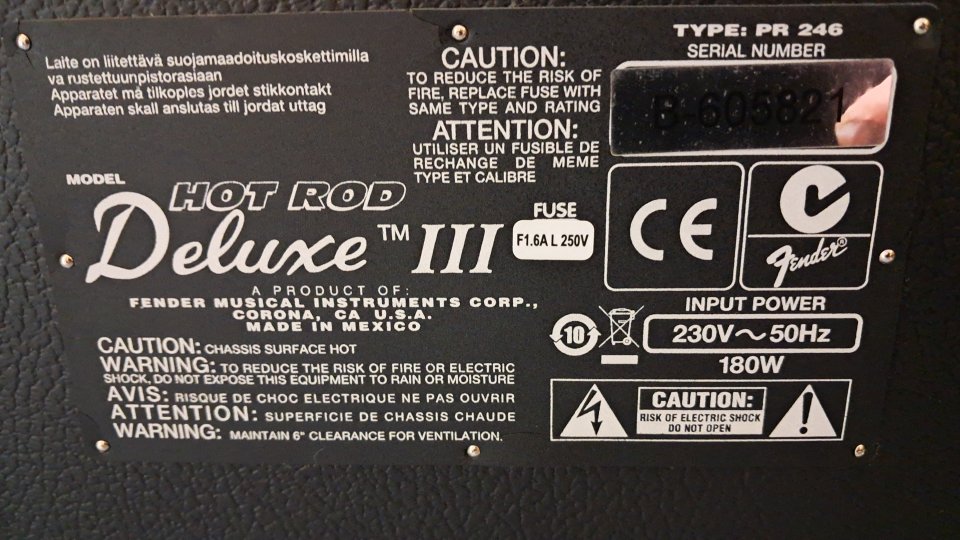 Laite on liitettävä suojamaadoituskoskettimilla
va rustettuunpistorasiaan
Apparatet må tilkoples jordet stikkontakt
Apparaten skall anslutas till jordat uttag
CAUTION:
TO REDUCE THE RISK OF
FIRE, REPLACE FUSE WITH
SAME TYPE AND RATING
ATTENTION:
UTILISER UN FUSIBLE DE
RECHANGE DE MEME
TYPE ET CALIBRE
TYPE: PR 246
SERIAL NUMBER
B-605821
MODEL
HOT ROD
Deluxe™ III
FUSE
F1.6A L 250V
A PRODUCT OF:
FENDER MUSICAL INSTRUMENTS CORP.,
CORONA, CA U.S.A.
MADE IN MEXICO
CE
Fender®
INPUT POWER
10
230V～50Hz
180W
CAUTION: CHASSIS SURFACE HOT
WARNING: TO REDUCE THE RISK OF FIRE OR ELECTRIC
SHOCK, DO NOT EXPOSE THIS EQUIPMENT TO RAIN OR MOISTURE
AVIS: RISQUE DE CHOC ELECTRIQUE NE PAS OUVRIR
ATTENTION: SUPERFICIE DE CHASSIS CHAUDE
WARNING: MAINTAIN 6" CLEARANCE FOR VENTILATION.
CAUTION:
RISK OF ELECTRIC SHOCK
DO NOT OPEN
!